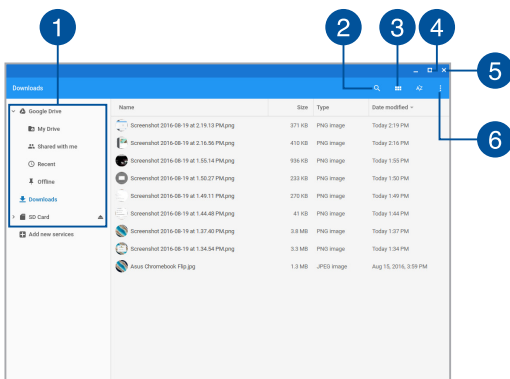 1
2
3
4
5
6
Downloads
Google Drive
My Drive
Shared with me
Recent
Offline
Downloads
SD Card
Add new services
Name Size Type Date modified
Screenshot 2016-08-19 at 2.19.13 PM.png 371 KB PNG image Today 2:19 PM
Screenshot 2016-08-19 at 2.16.56 PM.png 410 KB PNG image Today 2:16 PM
Screenshot 2016-08-19 at 1.55.14 PM.png 936 KB PNG image Today 1:55 PM
Screenshot 2016-08-19 at 1.50.27 PM.png 233 KB PNG image Today 1:50 PM
Screenshot 2016-08-19 at 1.49.11 PM.png 270 KB PNG image Today 1:49 PM
Screenshot 2016-08-19 at 1.44.48 PM.png 41 KB PNG image Today 1:44 PM
Screenshot 2016-08-19 at 1.37.40 PM.png 3.8 MB PNG image Today 1:37 PM
Screenshot 2016-08-19 at 1.34.54 PM.png 3.3 MB PNG image Today 1:34 PM
Asus Chromebook Flip.jpg 1.3 MB JPEG image Aug 15, 2016, 3:59 PM